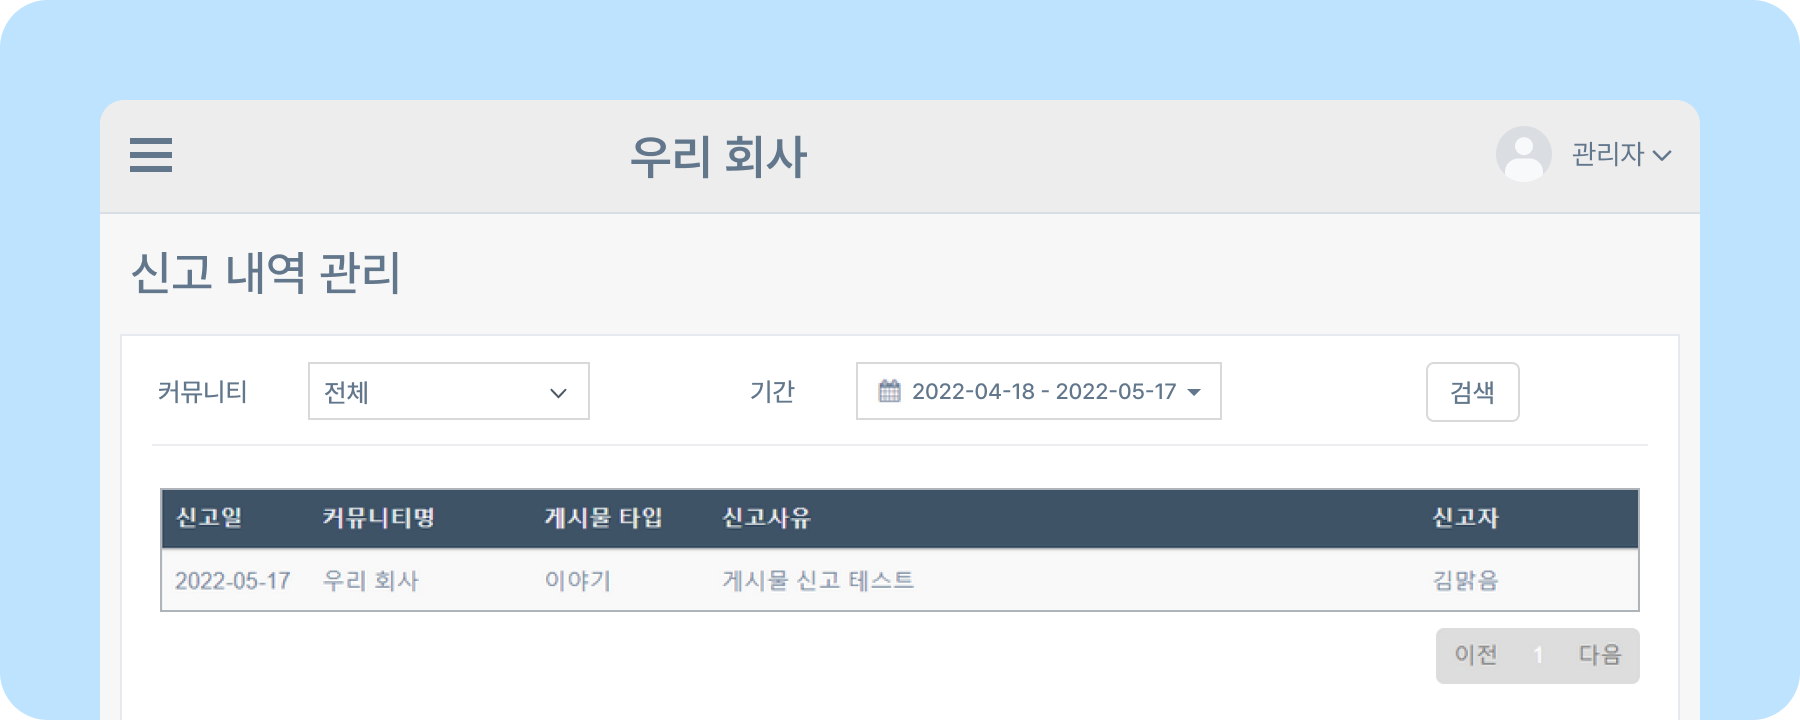 우리 회사
관리자
신고 내역 관리
커뮤니티 전체 기간 2022-04-18 - 2022-05-17 검색
신고일 커뮤니티명 게시물 타입 신고사유 신고자
2022-05-17 우리 회사 이야기 게시물 신고 테스트 김맑음
이전 1 다음